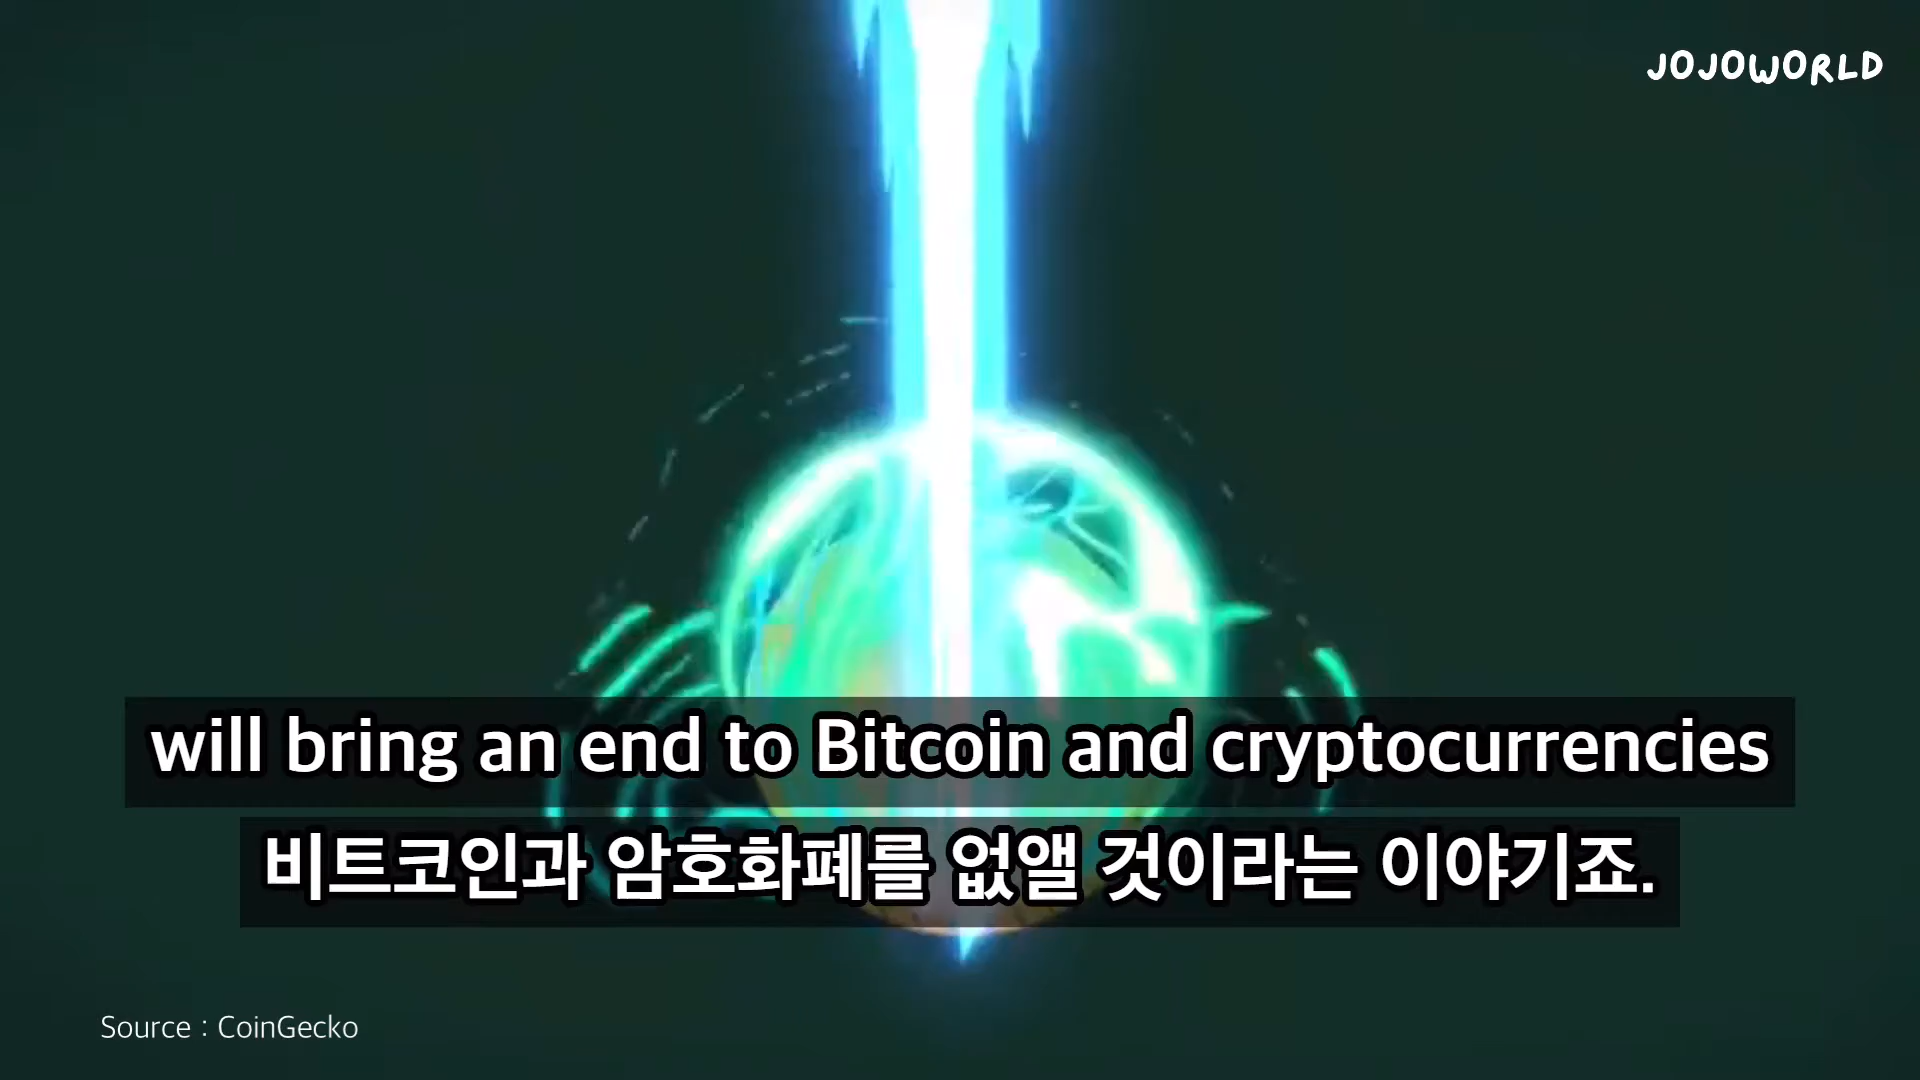 JOJOWORLD
will bring an end to Bitcoin and cryptocurrencies
비트코인과 암호화폐를 없앨 것이라는 이야기죠.
Source : CoinGecko